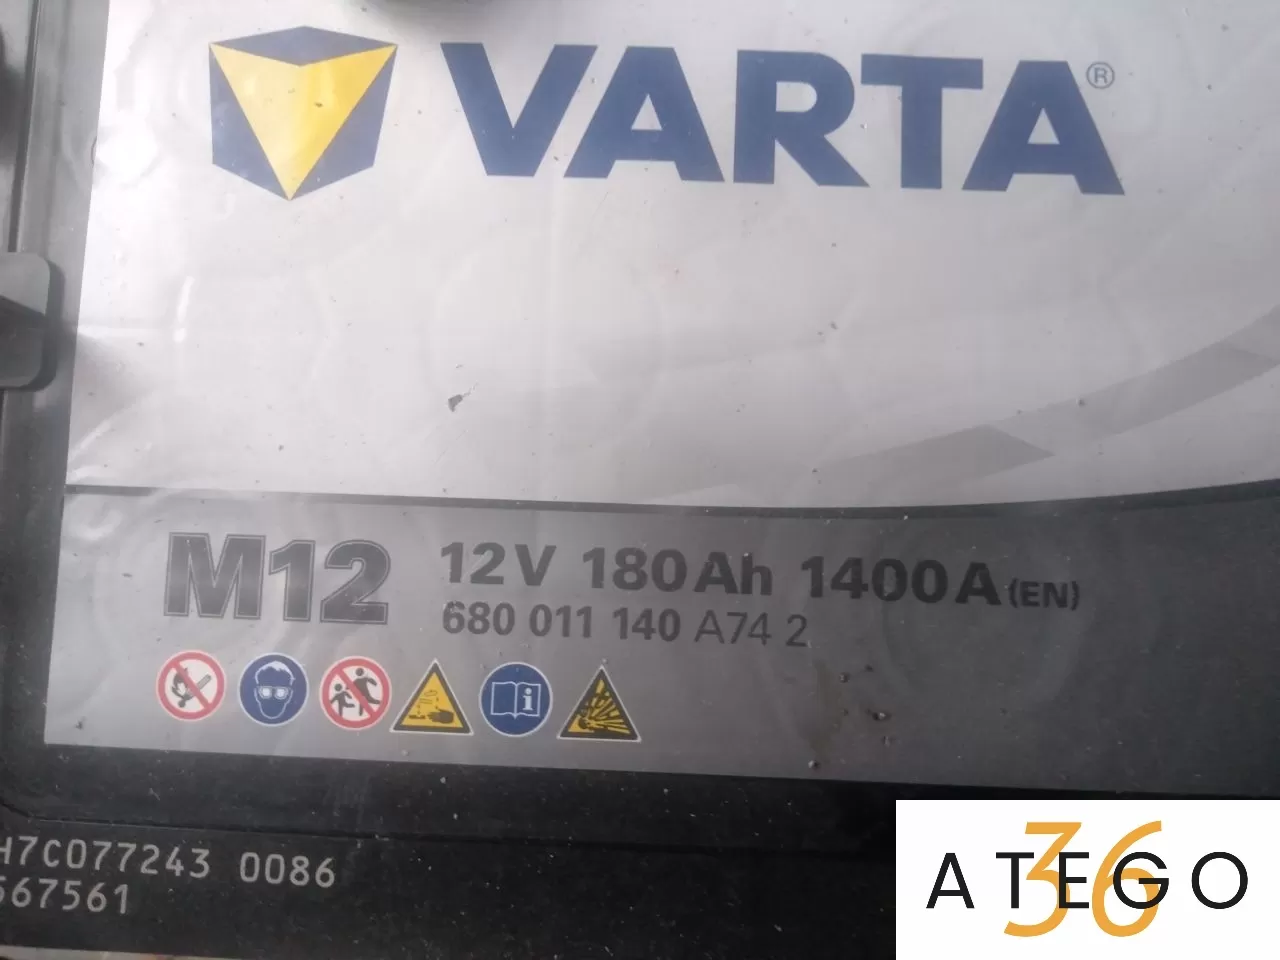 VARTA®
M12 12V 180Ah 1400A (EN)
680 011 140 A74 2
H7C077243 0086
567561
ATEGO
36